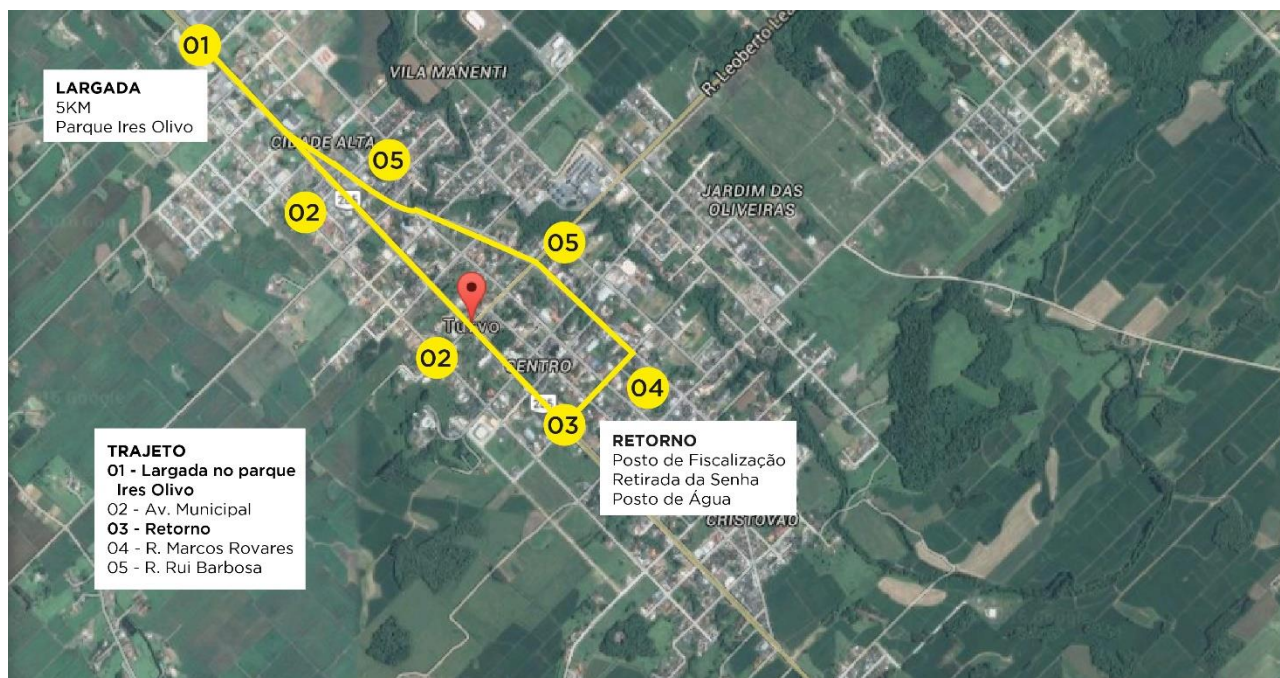 01
LARGADA
5KM
Parque Ires Olivo
VILA MANENTI
R. Leoberto Lea
CIDADE ALTA
05
02
JARDIM DAS
OLIVEIRAS
05
Turvo
02
CENTRO
04
03
RETORNO
Posto de Fiscalização
Retirada da Senha
Posto de Água
CRISTOVÃO
TRAJETO
01 - Largada no parque
Ires Olivo
02 - Av. Municipal
03 - Retorno
04 - R. Marcos Rovares
05 - R. Rui Barbosa